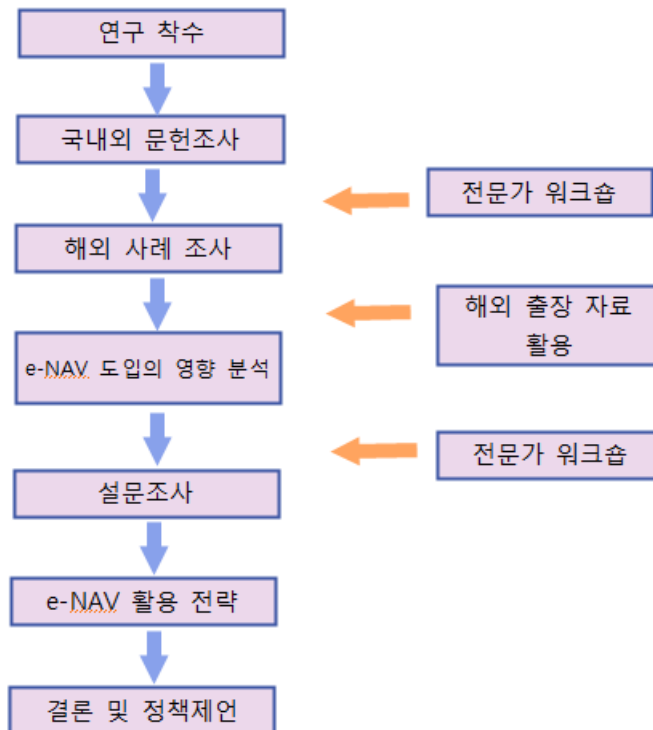 연구 착수
국내외 문헌조사
전문가 워크숍
해외 사례 조사
해외 출장 자료
활용
e-NAV 도입의 영향 분석
전문가 워크숍
설문조사
e-NAV 활용 전략
결론 및 정책제언